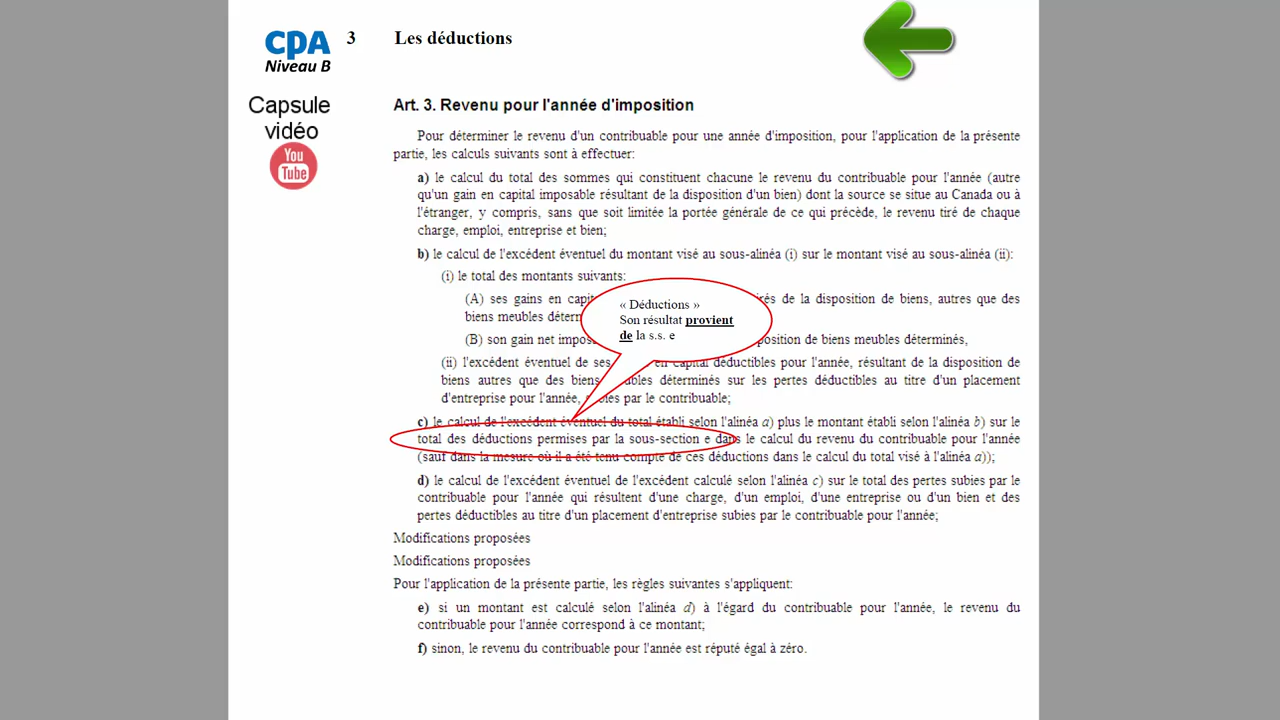 CPA
Niveau B
3 Les déductions
Capsule
vidéo
You
Tube
Art. 3. Revenu pour l'année d'imposition
Pour déterminer le revenu d'un contribuable pour une année d'imposition, pour l'application de la présente
partie, les calculs suivants sont à effectuer:
a) le calcul du total des sommes qui constituent chacune le revenu du contribuable pour l'année (autre
qu'un gain en capital imposable résultant de la disposition d'un bien) dont la source se situe au Canada ou à
l'étranger, y compris, sans que soit limitée la portée générale de ce qui précède, le revenu tiré de chaque
charge, emploi, entreprise et bien;
b) le calcul de l'excédent éventuel du montant visé au sous-alinéa (i) sur le montant visé au sous-alinéa (ii):
(i) le total des montants suivants:
(A) ses gains en de la disposition de biens, autres que des
biens meubles
(B) son gain net de biens meubles déterminés,
« Déductions »
Son résultat provient
de la s.s. e
(ii) l'excédent éventuel de ses en capital déductibles pour l'année, résultant de la disposition de
biens autres que des biens déterminés sur les pertes déductibles au titre d'un placement
d'entreprise pour l'année, par le contribuable;
c) le calcul de l'excédent éventuel du total établi selon l'alinéa a) plus le montant établi selon l'alinéa b) sur le
total des déductions permises par la sous-section e dans le calcul du revenu du contribuable pour l'année
(sauf dans la mesure où il a été tenu compte de ces déductions dans le calcul du total visé à l'alinéa a));
d) le calcul de l'excédent éventuel de l'excédent calculé selon l'alinéa c) sur le total des pertes subies par le
contribuable pour l'année qui résultent d'une charge, d'un emploi, d'une entreprise ou d'un bien et des
pertes déductibles au titre d'un placement d'entreprise subies par le contribuable pour l'année;
Modifications proposées
Modifications proposées
Pour l'application de la présente partie, les règles suivantes s'appliquent:
e) si un montant est calculé selon l'alinéa d) à l'égard du contribuable pour l'année, le revenu du
contribuable pour l'année correspond à ce montant;
f) sinon, le revenu du contribuable pour l'année est réputé égal à zéro.